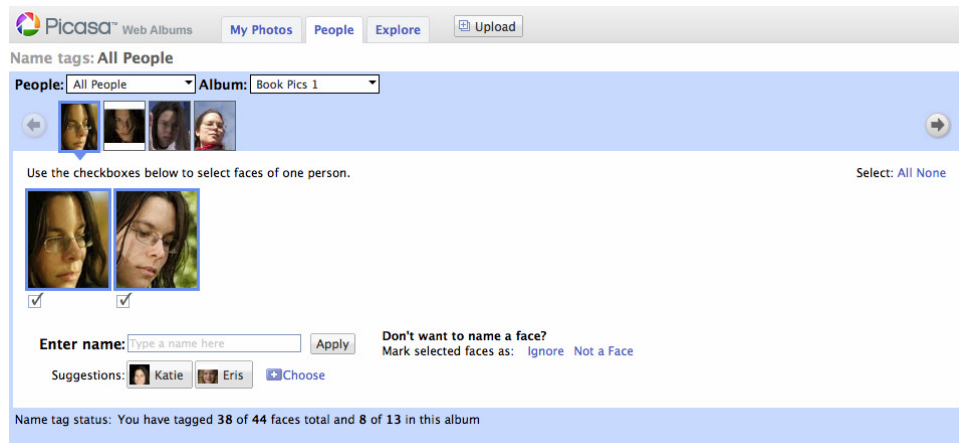 Picasa™ Web Albums My Photos People Explore Upload
Name tags: All People
People: All People Album: Book Pics 1
Use the checkboxes below to select faces of one person. Select: All None
Don't want to name a face?
Enter name: Type a name here Apply Mark selected faces as: Ignore Not a Face
Suggestions: Katie Eris Choose
Name tag status: You have tagged 38 of 44 faces total and 8 of 13 in this album